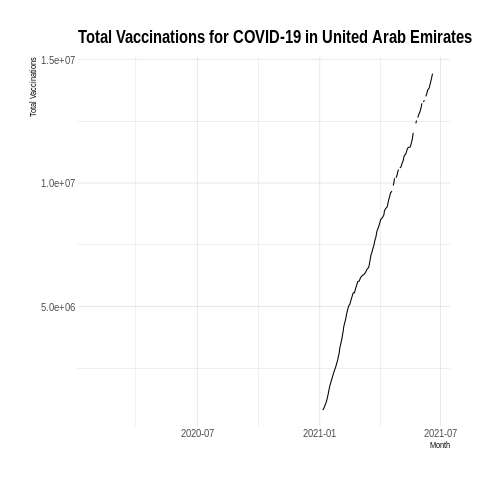 Total Vaccinations for COVID-19 in United Arab Emirates
Total Vaccinations
1.5e+07
1.0e+07
5.0e+06
2020-07
2021-01
2021-07
Month